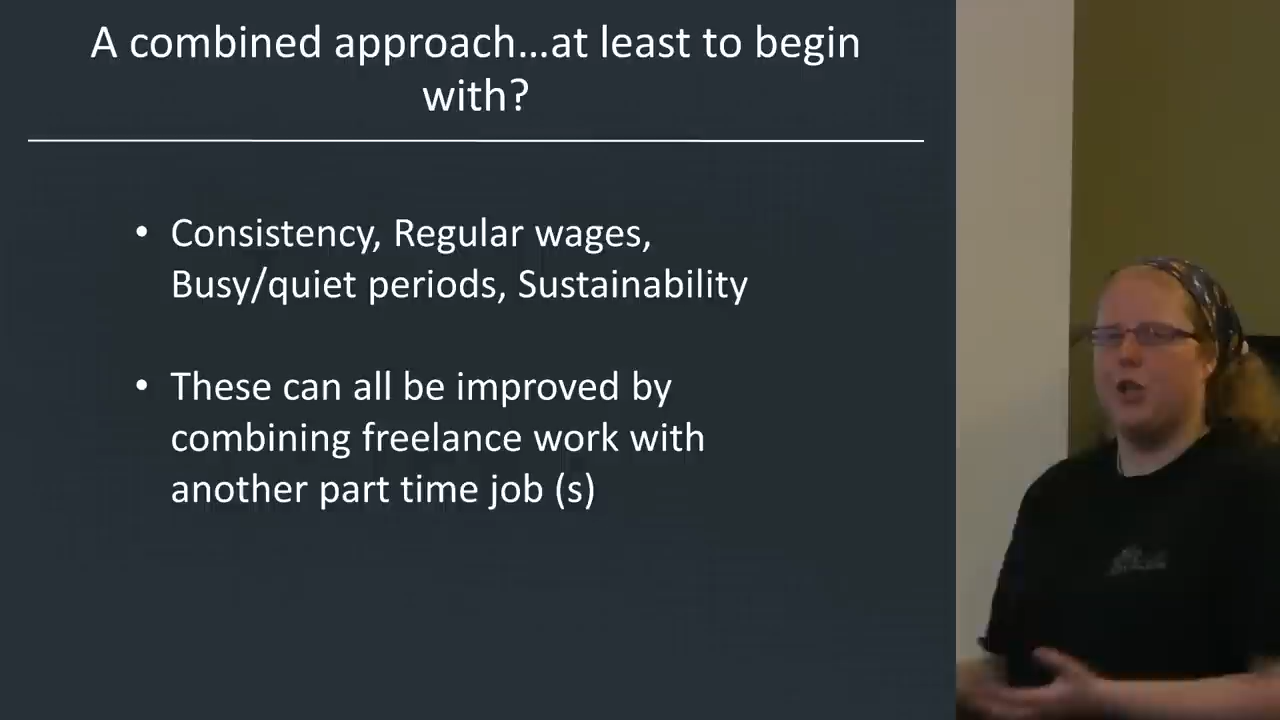 A combined approach...at least to begin
with?
• Consistency, Regular wages,
Busy/quiet periods, Sustainability
• These can all be improved by
combining freelance work with
another part time job (s)